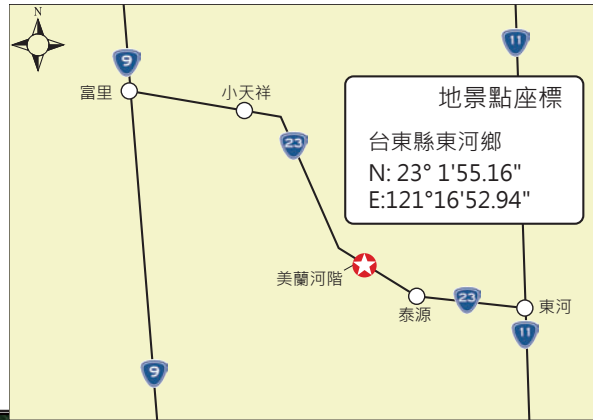 N
11
9
富里
小天祥
地景點座標
台東縣東河鄉
N: 23° 1'55.16"
E:121°16'52.94"
23
美蘭河階
泰源
23
東河
11
9